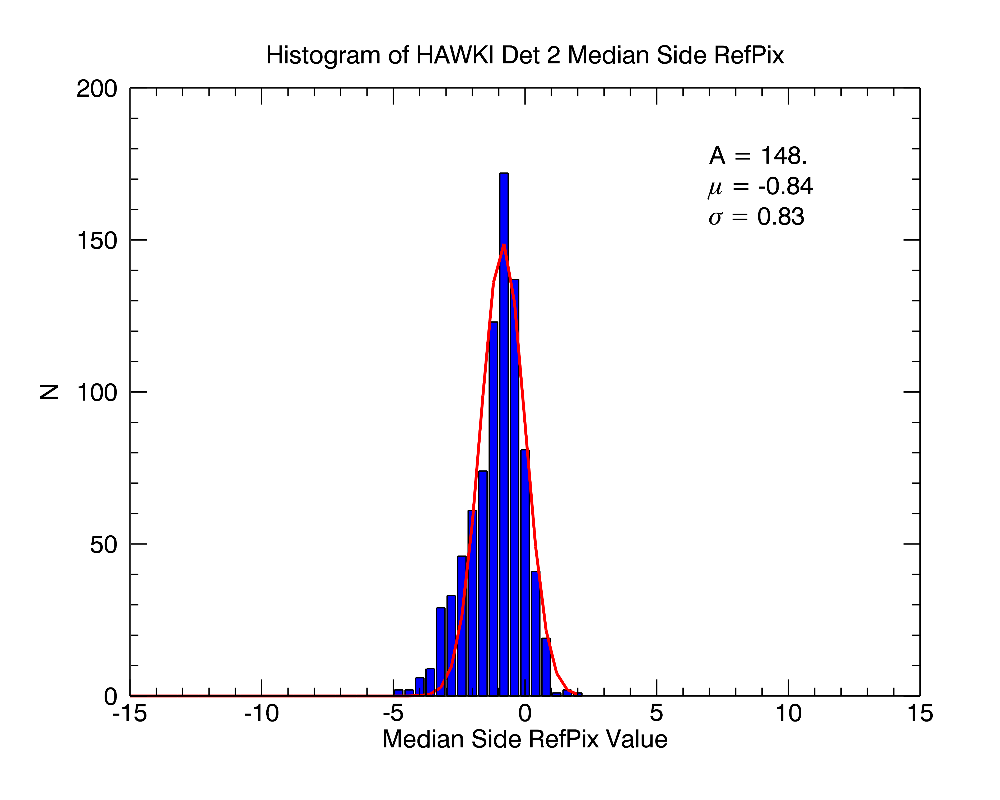 Histogram of HAWKI Det 2 Median Side RefPix
200
A = 148.
μ = -0.84
σ = 0.83
150
N
100
50
0
-15 -10 -5 0 5 10 15
Median Side RefPix Value